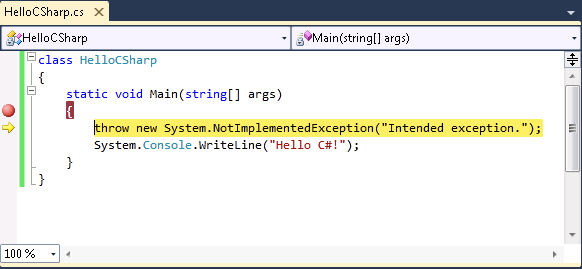 HelloCSharp.cs
HelloCSharp Main(string[] args)
class HelloCSharp
{
static void Main(string[] args)
{
throw new System.NotImplementedException("Intended exception.");
System.Console.WriteLine("Hello C#!");
}
}
100 %